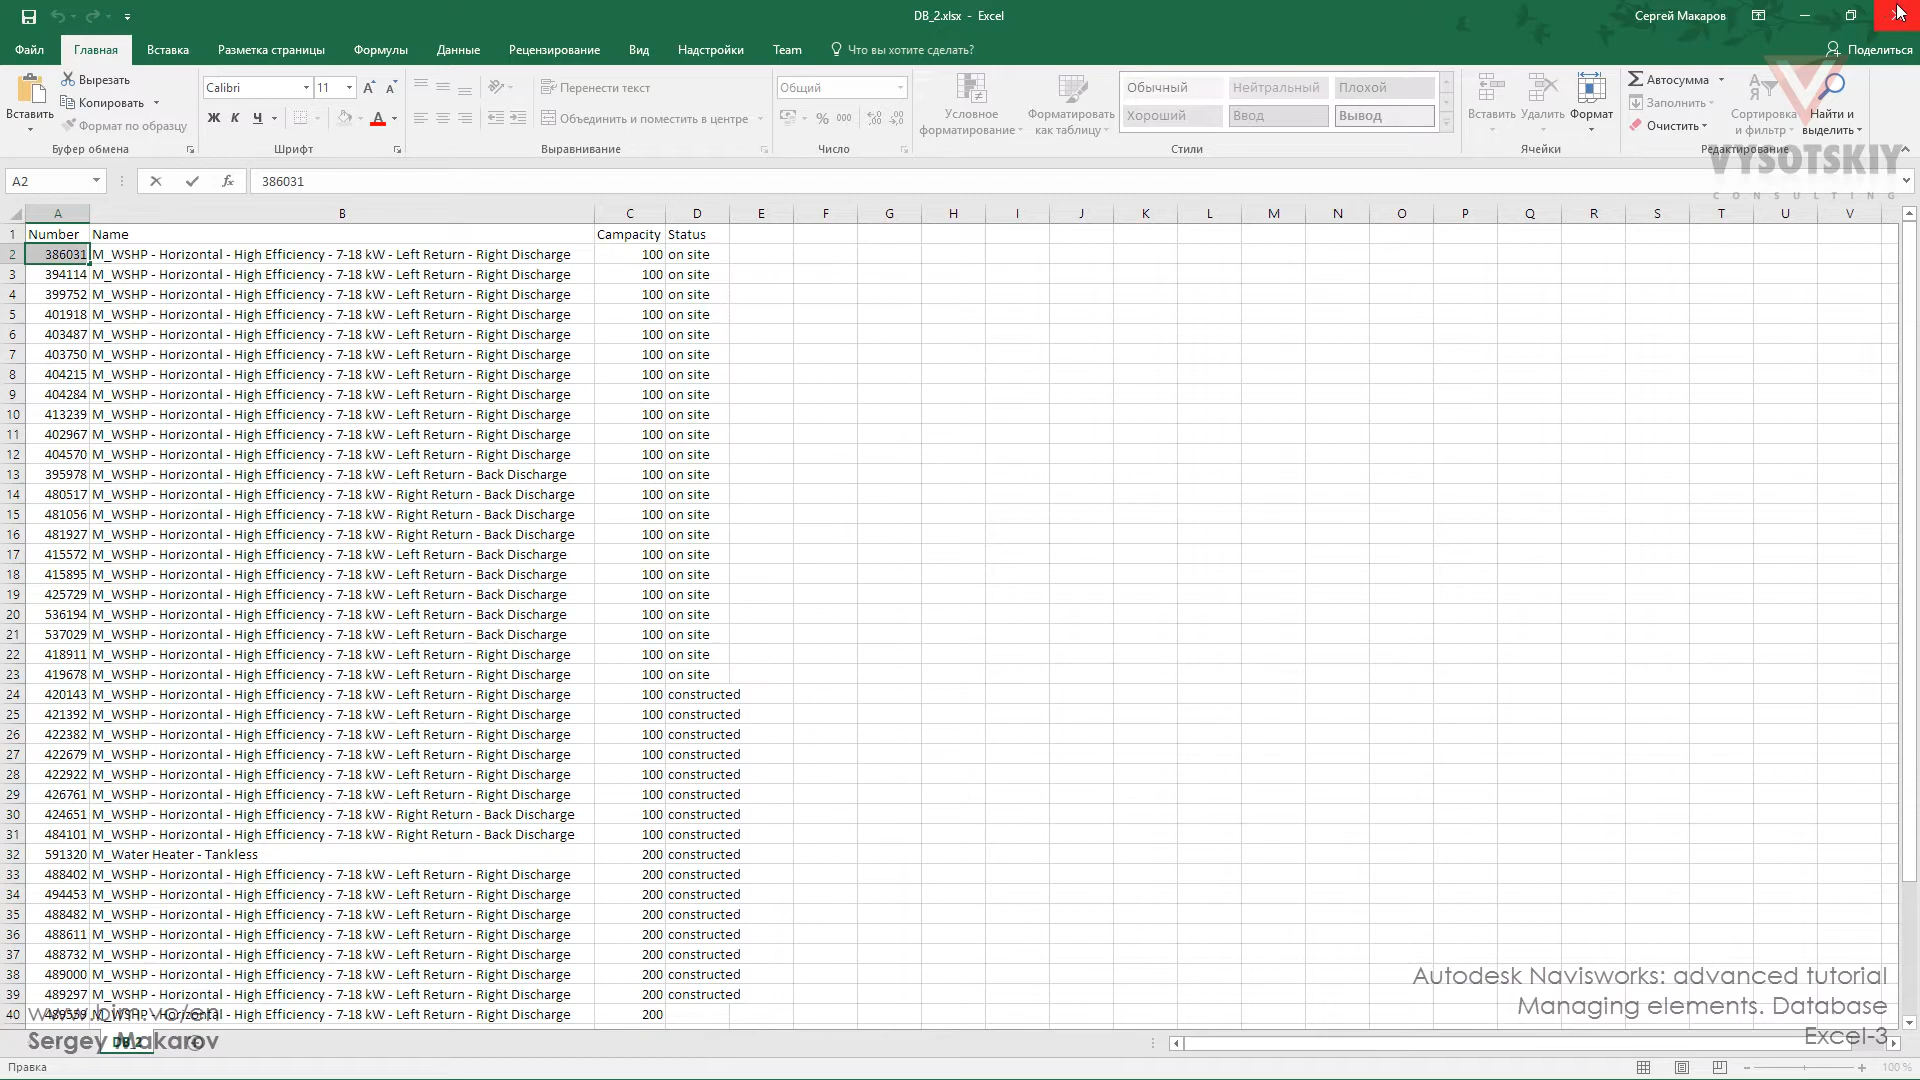 DB_2.xlsx - Excel
Сергей Макаров
Файл Главная Вставка Разметка страницы Формулы Данные Рецензирование Вид Надстройки Team Что вы хотите сделать? Поделиться
Вставить
Вырезать
Копировать
Формат по образцу
Буфер обмена
Calibri 11
Ж К Ч
Шрифт
Перенести текст
Объединить и поместить в центре
Выравнивание
Общий
% 000
Число
Условное форматирование
Форматировать как таблицу
Обычный Нейтральный Плохой
Хороший Ввод Вывод
Стили
Вставить Удалить Формат
Ячейки
Автосумма
Заполнить
Очистить
Сортировка и фильтр
Найти и выделить
Редактирование
VYSOTSKIY
CONSULTING
A2 fx 386031
A B C D E F G H I J K L M N O P Q R S T U V
1 Number Name Campacity Status
2 386031 M_WSHP - Horizontal - High Efficiency - 7-18 kW - Left Return - Right Discharge 100 on site
3 394114 M_WSHP - Horizontal - High Efficiency - 7-18 kW - Left Return - Right Discharge 100 on site
4 399752 M_WSHP - Horizontal - High Efficiency - 7-18 kW - Left Return - Right Discharge 100 on site
5 401918 M_WSHP - Horizontal - High Efficiency - 7-18 kW - Left Return - Right Discharge 100 on site
6 403487 M_WSHP - Horizontal - High Efficiency - 7-18 kW - Left Return - Right Discharge 100 on site
7 403750 M_WSHP - Horizontal - High Efficiency - 7-18 kW - Left Return - Right Discharge 100 on site
8 404215 M_WSHP - Horizontal - High Efficiency - 7-18 kW - Left Return - Right Discharge 100 on site
9 404284 M_WSHP - Horizontal - High Efficiency - 7-18 kW - Left Return - Right Discharge 100 on site
10 413239 M_WSHP - Horizontal - High Efficiency - 7-18 kW - Left Return - Right Discharge 100 on site
11 402967 M_WSHP - Horizontal - High Efficiency - 7-18 kW - Left Return - Right Discharge 100 on site
12 404570 M_WSHP - Horizontal - High Efficiency - 7-18 kW - Left Return - Right Discharge 100 on site
13 395978 M_WSHP - Horizontal - High Efficiency - 7-18 kW - Left Return - Back Discharge 100 on site
14 480517 M_WSHP - Horizontal - High Efficiency - 7-18 kW - Right Return - Back Discharge 100 on site
15 481056 M_WSHP - Horizontal - High Efficiency - 7-18 kW - Right Return - Back Discharge 100 on site
16 481927 M_WSHP - Horizontal - High Efficiency - 7-18 kW - Right Return - Back Discharge 100 on site
17 415572 M_WSHP - Horizontal - High Efficiency - 7-18 kW - Left Return - Back Discharge 100 on site
18 415895 M_WSHP - Horizontal - High Efficiency - 7-18 kW - Left Return - Back Discharge 100 on site
19 425729 M_WSHP - Horizontal - High Efficiency - 7-18 kW - Left Return - Back Discharge 100 on site
20 536194 M_WSHP - Horizontal - High Efficiency - 7-18 kW - Left Return - Back Discharge 100 on site
21 537029 M_WSHP - Horizontal - High Efficiency - 7-18 kW - Left Return - Back Discharge 100 on site
22 418911 M_WSHP - Horizontal - High Efficiency - 7-18 kW - Left Return - Right Discharge 100 on site
23 419678 M_WSHP - Horizontal - High Efficiency - 7-18 kW - Left Return - Right Discharge 100 on site
24 420143 M_WSHP - Horizontal - High Efficiency - 7-18 kW - Left Return - Right Discharge 100 constructed
25 421392 M_WSHP - Horizontal - High Efficiency - 7-18 kW - Left Return - Right Discharge 100 constructed
26 422382 M_WSHP - Horizontal - High Efficiency - 7-18 kW - Left Return - Right Discharge 100 constructed
27 422679 M_WSHP - Horizontal - High Efficiency - 7-18 kW - Left Return - Right Discharge 100 constructed
28 422922 M_WSHP - Horizontal - High Efficiency - 7-18 kW - Left Return - Right Discharge 100 constructed
29 426761 M_WSHP - Horizontal - High Efficiency - 7-18 kW - Left Return - Right Discharge 100 constructed
30 424651 M_WSHP - Horizontal - High Efficiency - 7-18 kW - Right Return - Back Discharge 100 constructed
31 484101 M_WSHP - Horizontal - High Efficiency - 7-18 kW - Right Return - Back Discharge 100 constructed
32 591320 M_Water Heater - Tankless 200 constructed
33 488402 M_WSHP - Horizontal - High Efficiency - 7-18 kW - Left Return - Right Discharge 200 constructed
34 494453 M_WSHP - Horizontal - High Efficiency - 7-18 kW - Left Return - Right Discharge 200 constructed
35 488482 M_WSHP - Horizontal - High Efficiency - 7-18 kW - Left Return - Right Discharge 200 constructed
36 488611 M_WSHP - Horizontal - High Efficiency - 7-18 kW - Left Return - Right Discharge 200 constructed
37 488732 M_WSHP - Horizontal - High Efficiency - 7-18 kW - Left Return - Right Discharge 200 constructed
38 489000 M_WSHP - Horizontal - High Efficiency - 7-18 kW - Left Return - Right Discharge 200 constructed
39 489297 M_WSHP - Horizontal - High Efficiency - 7-18 kW - Left Return - Right Discharge 200 constructed
40 489559 M_WSHP - Horizontal - High Efficiency - 7-18 kW - Left Return - Right Discharge 200
www.bim.vc/en
Sergey Makarov
DB_2
Autodesk Navisworks: advanced tutorial
Managing elements. Database
Excel-3
Правка
100 %